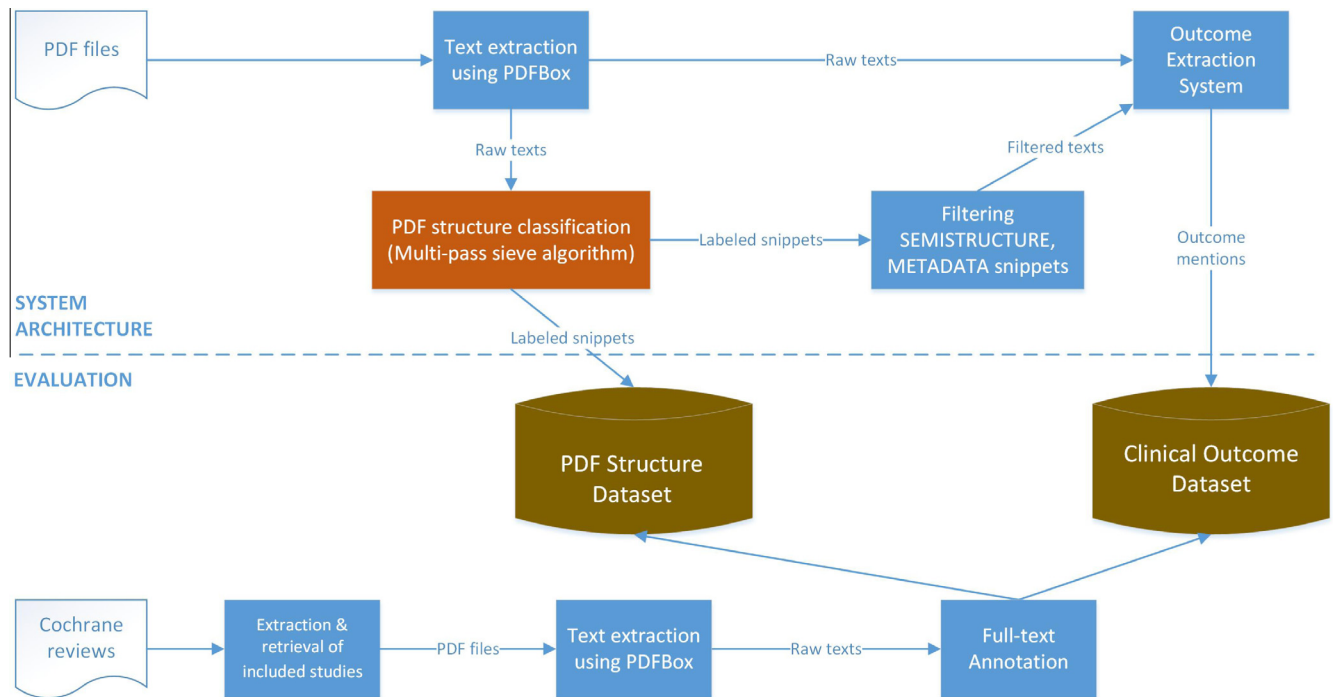 PDF files
Text extraction
using PDFBox
Raw texts
Outcome
Extraction
System
Raw texts
Filtered texts
PDF structure classification
(Multi-pass sieve algorithm)
Labeled snippets
Filtering
SEMISTRUCTURE,
METADATA snippets
Outcome
mentions
SYSTEM
ARCHITECTURE
Labeled snippets
EVALUATION
PDF Structure
Dataset
Clinical Outcome
Dataset
Cochrane
reviews
Extraction &
retrieval of
included studies
PDF files
Text extraction
using PDFBox
Raw texts
Full-text
Annotation